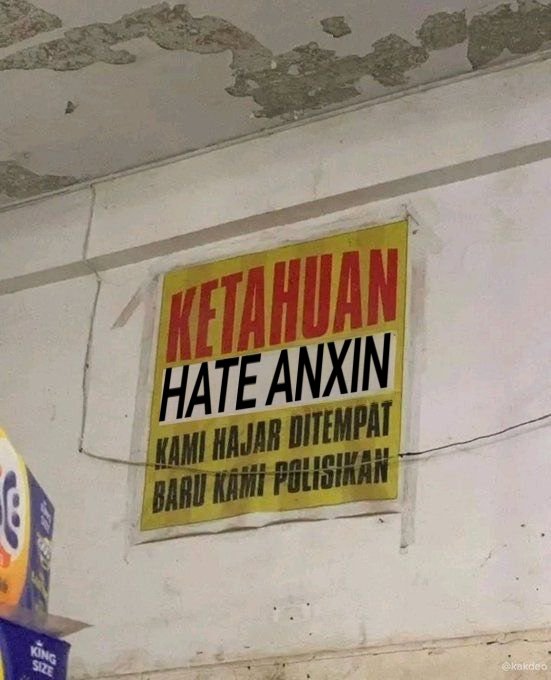 KETAHUAN
HATE ANXIN
KAMI HAJAR DITEMPAT
BARU KAMI POLISIKAN
KING
SIZE
@kakdeo